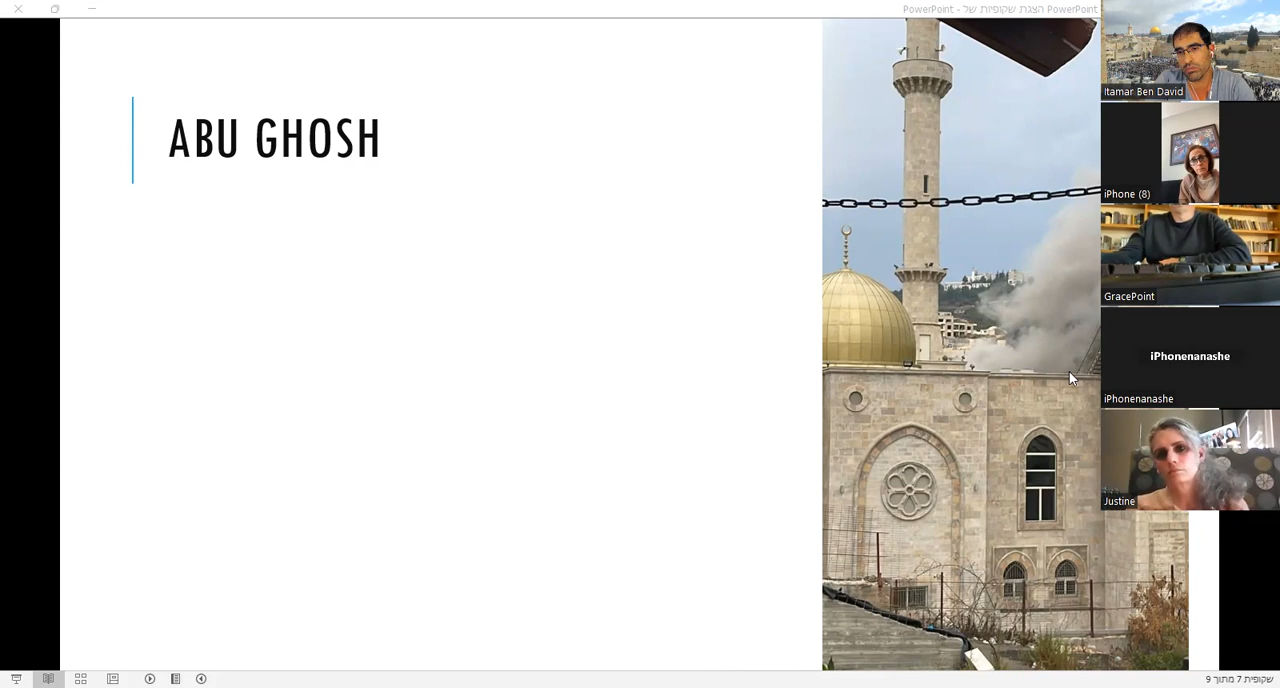 PowerPoint הצגת שקופיות של - PowerPoint
ABU GHOSH
Itamar Ben David
iPhone (8)
GracePoint
iPhonenanashe
iPhonenanashe
Justine
שקופית 7 מתוך 9